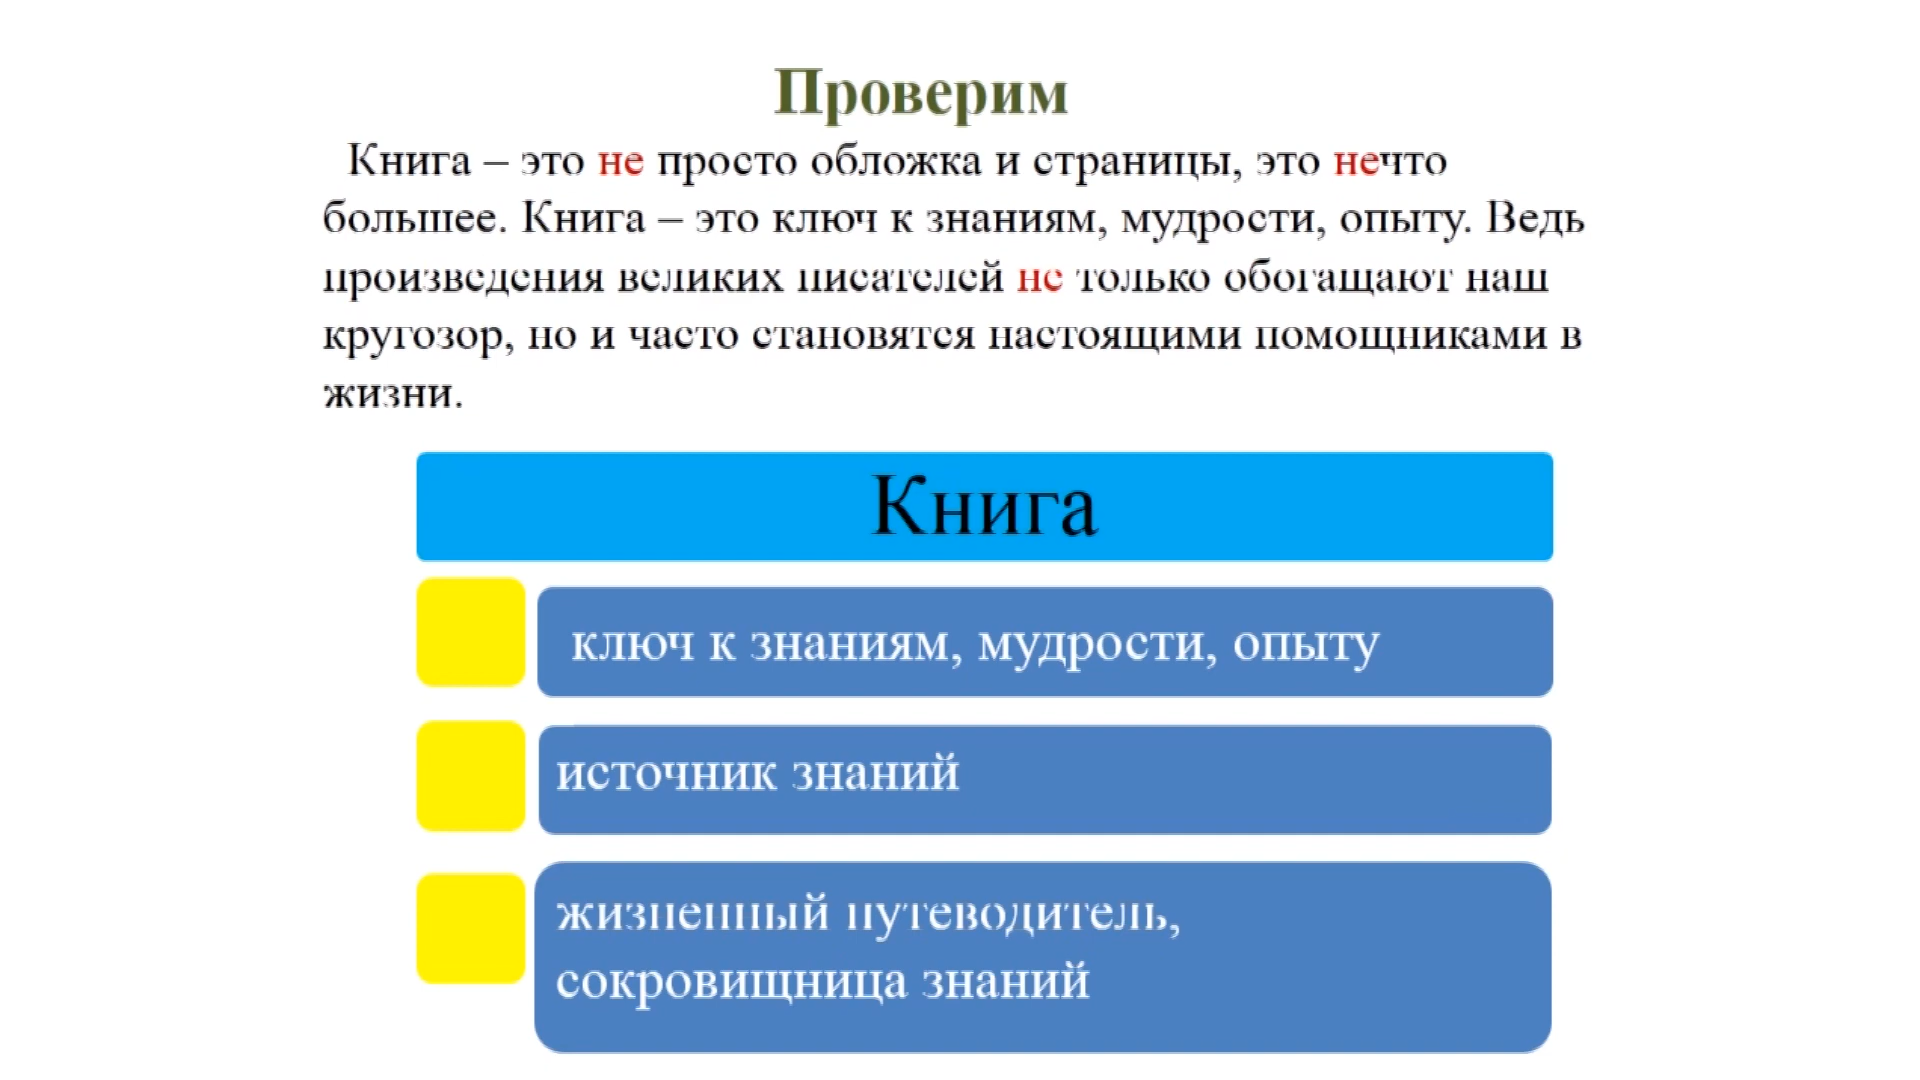 Проверим
Книга – это не просто обложка и страницы, это нечто
большее. Книга – это ключ к знаниям, мудрости, опыту. Ведь
произведения великих писателей не только обогащают наш
кругозор, но и часто становятся настоящими помощниками в
жизни.
Книга
ключ к знаниям, мудрости, опыту
источник знаний
жизненный путеводитель,
сокровищница знаний